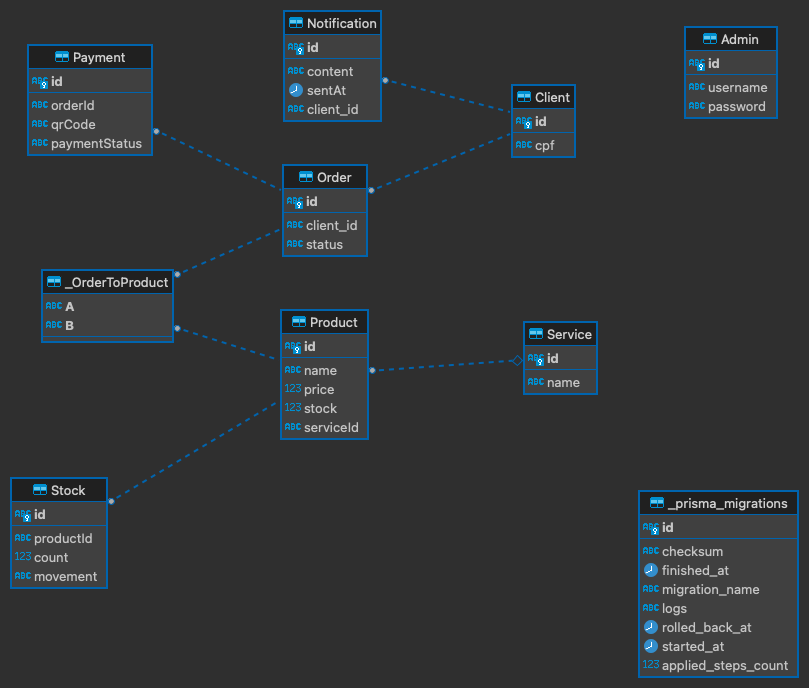 Payment
ABC id
ABC orderId
ABC qrCode
ABC paymentStatus
Notification
ABC id
ABC content
sentAt
ABC client_id
Client
ABC id
ABC cpf
Admin
ABC id
ABC username
ABC password
Order
ABC id
ABC client_id
ABC status
_OrderToProduct
ABC A
ABC B
Product
ABC id
ABC name
123 price
123 stock
ABC serviceId
Service
ABC id
ABC name
Stock
ABC id
ABC productId
123 count
ABC movement
_prisma_migrations
ABC id
ABC checksum
finished_at
ABC migration_name
ABC logs
rolled_back_at
started_at
123 applied_steps_count